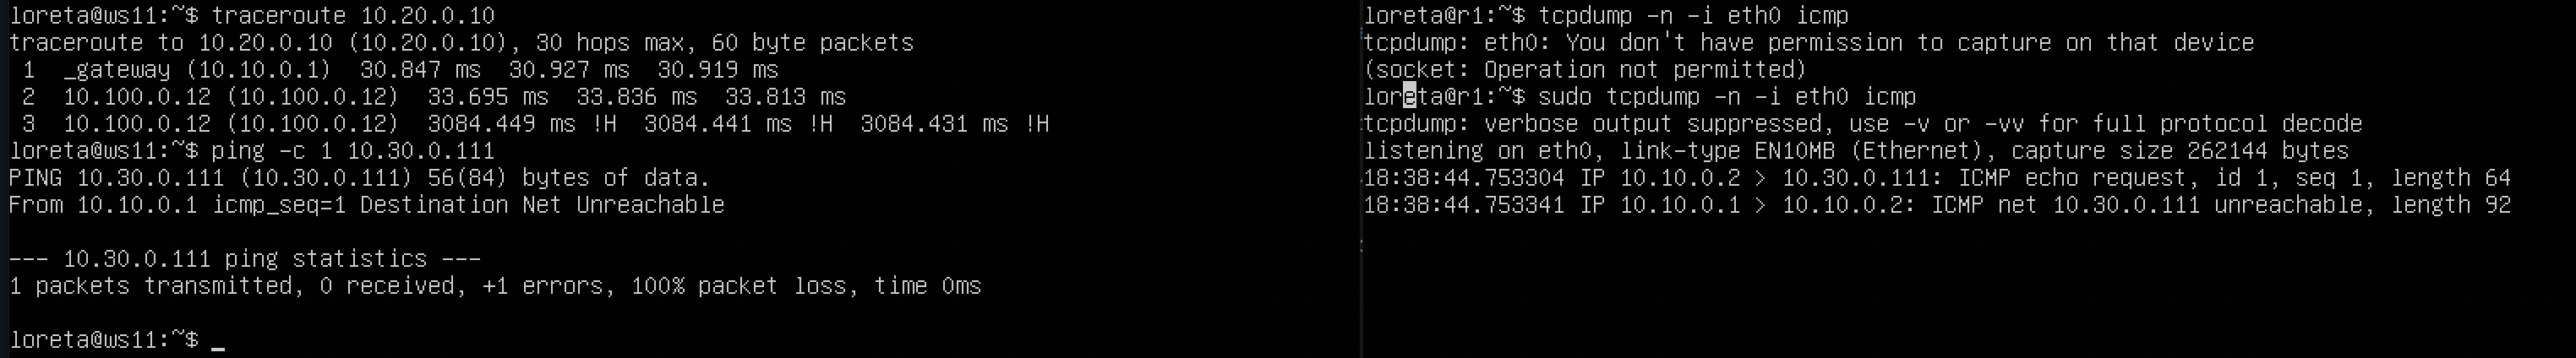 loreta@ws11:~$ traceroute 10.20.0.10
traceroute to 10.20.0.10 (10.20.0.10), 30 hops max, 60 byte packets
 1  _gateway (10.10.0.1)  30.847 ms  30.927 ms  30.919 ms
 2  10.100.0.12 (10.100.0.12)  33.695 ms  33.836 ms  33.813 ms
 3  10.100.0.12 (10.100.0.12)  3084.449 ms !H  3084.441 ms !H  3084.431 ms !H
loreta@ws11:~$ ping -c 1 10.30.0.111
PING 10.30.0.111 (10.30.0.111) 56(84) bytes of data.
From 10.10.0.1 icmp_seq=1 Destination Net Unreachable

--- 10.30.0.111 ping statistics ---
1 packets transmitted, 0 received, +1 errors, 100% packet loss, time 0ms

loreta@ws11:~$ _
loreta@r1:~$ tcpdump -n -i eth0 icmp
tcpdump: eth0: You don't have permission to capture on that device
(socket: Operation not permitted)
loreta@r1:~$ sudo tcpdump -n -i eth0 icmp
tcpdump: verbose output suppressed, use -v or -vv for full protocol decode
listening on eth0, link-type EN10MB (Ethernet), capture size 262144 bytes
18:38:44.753304 IP 10.10.0.2 > 10.30.0.111: ICMP echo request, id 1, seq 1, length 64
18:38:44.753341 IP 10.10.0.1 > 10.10.0.2: ICMP net 10.30.0.111 unreachable, length 92